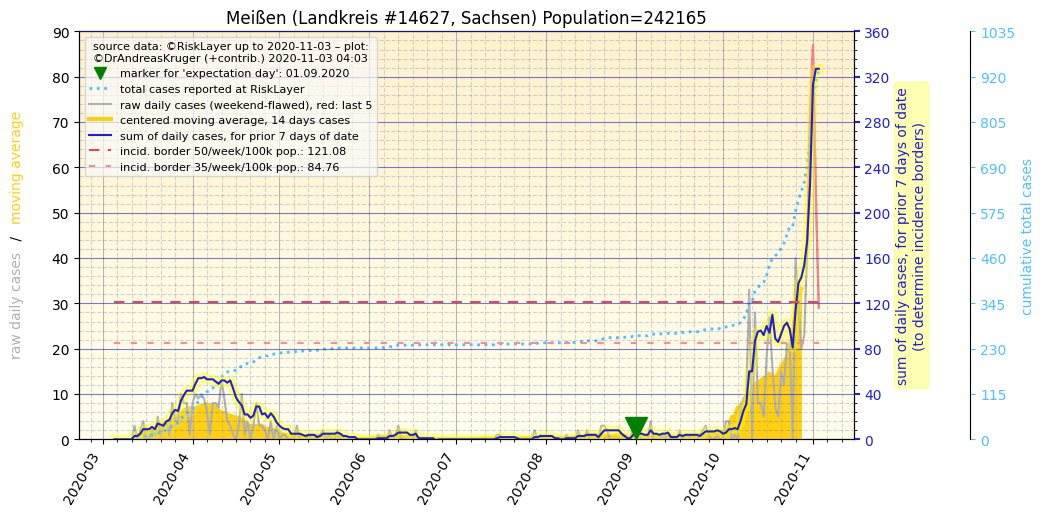 Meißen (Landkreis #14627, Sachsen) Population=242165
source data: ©RiskLayer up to 2020-11-03 – plot:
©DrAndreasKruger (+contrib.) 2020-11-03 04:03
marker for 'expectation day': 01.09.2020
total cases reported at RiskLayer
raw daily cases (weekend-flawed), red: last 5
centered moving average, 14 days cases
sum of daily cases, for prior 7 days of date
incid. border 50/week/100k pop.: 121.08
incid. border 35/week/100k pop.: 84.76
raw daily cases / moving average
90
80
70
60
50
40
30
20
10
0
360
320
280
240
200
160
120
80
40
0
sum of daily cases, for prior 7 days of date
(to determine incidence borders)
1035
920
805
690
575
460
345
230
115
0
cumulative total cases
2020-03
2020-04
2020-05
2020-06
2020-07
2020-08
2020-09
2020-10
2020-11